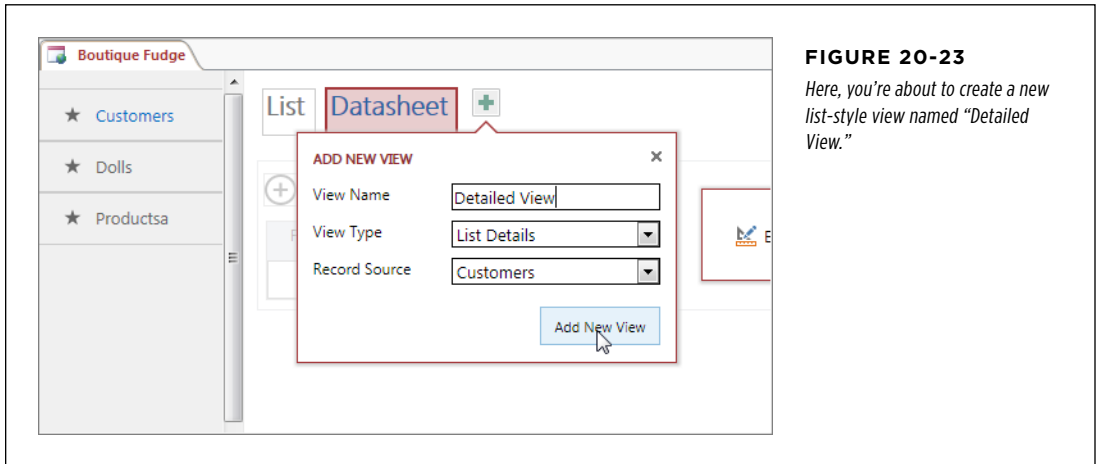 Boutique Fudge
Customers
Dolls
Productsa
List
Datasheet
ADD NEW VIEW
View Name
Detailed View
View Type
List Details
Record Source
Customers
Add New View
FIGURE 20-23
Here, you’re about to create a new
list-style view named “Detailed
View.”